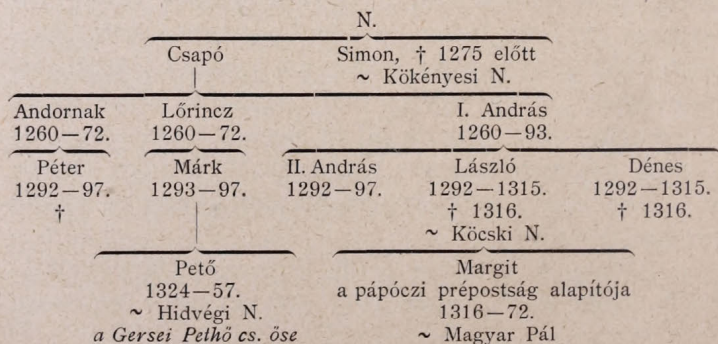 N.
Csapó Simon, † 1275 előtt
~ Kökényesi N.
Andornak Lőrincz I. András
1260—72. 1260—72. 1260—93.
Péter Márk II. András László Dénes
1292—97. 1293—97. 1292—97. 1292—1315. 1292—1315.
† † 1316. † 1316.
~ Köcski N.
Pető Margit
1324—57. a pápóczi prépostság alapítója
~ Hidvégi N. 1316—72.
a Gersei Pethő cs. őse ~ Magyar Pál